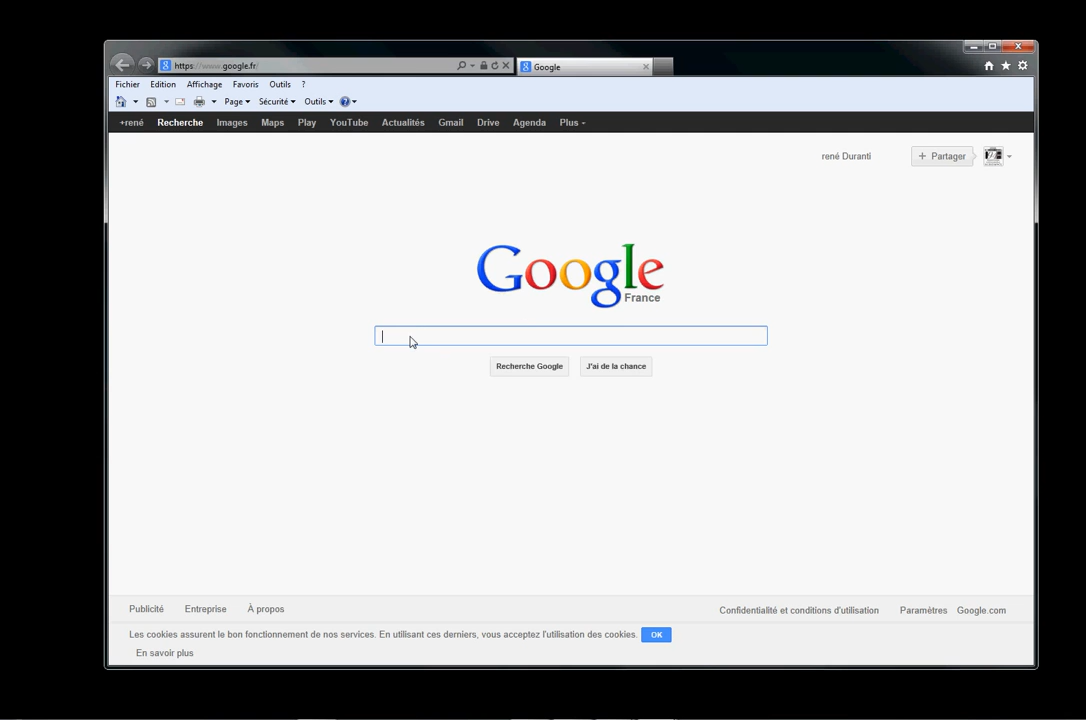 https://www.google.fr/
Google
Fichier Edition Affichage Favoris Outils ?
Page Sécurité Outils
+rené Recherche Images Maps Play YouTube Actualités Gmail Drive Agenda Plus
rené Duranti + Partager
Google
France
Recherche Google J'ai de la chance
Publicité Entreprise À propos Confidentialité et conditions d'utilisation Paramètres Google.com
Les cookies assurent le bon fonctionnement de nos services. En utilisant ces derniers, vous acceptez l'utilisation des cookies. OK
En savoir plus